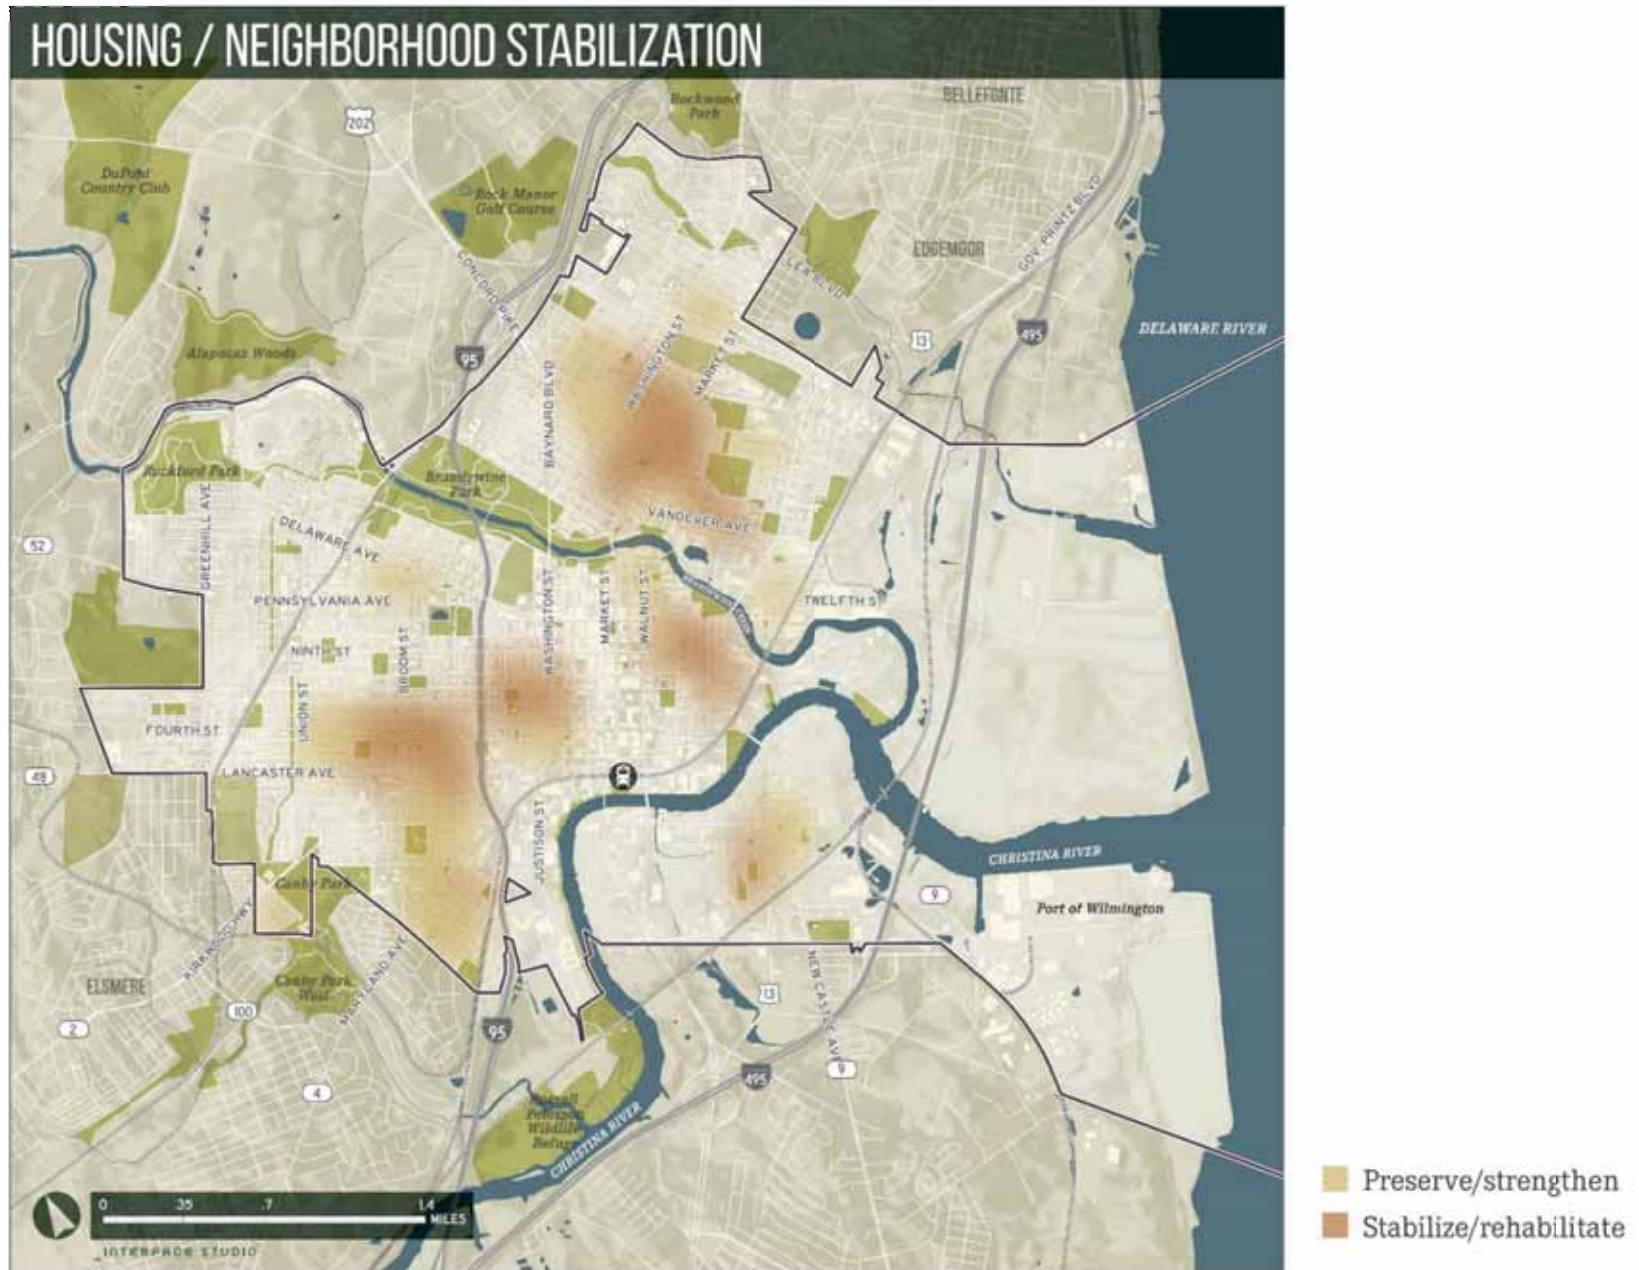 HOUSING / NEIGHBORHOOD STABILIZATION
Rockwood
Park
BELLEFONTE
202
DuPont
Country Club
Rock Manor
Golf Course
GOV. PRINTZ BLVD
EDGEMOOR
CONCORD PIKE
LEA BLVD
DELAWARE RIVER
13
495
Alapocas Woods
95
WASHINGTON ST
MARKET ST
BAYNARD BLVD
Rockford Park
Brandywine
Park
GREENHILL AVE
DELAWARE AVE
VANDEVER AVE
52
PENNSYLVANIA AVE
WASHINGTON ST
MARKET ST
WALNUT ST
TWELFTH S
NINTH ST
BROOM ST
UNION ST
FOURTH ST
LANCASTER AVE
48
JUSTISON ST
CHRISTINA RIVER
Canby Park
9
Port of Wilmington
KIRKWOOD HWY
MARYLAND AVE
ELSMERE
Canby Park
West
13
NEW CASTLE AVE
100
2
95
495
9
4
Russell
Peterson
Wildlife
Refuge
CHRISTINA RIVER
Preserve/strengthen
Stabilize/rehabilitate
0 .35 .7 1.4
MILES
INTERFACE STUDIO